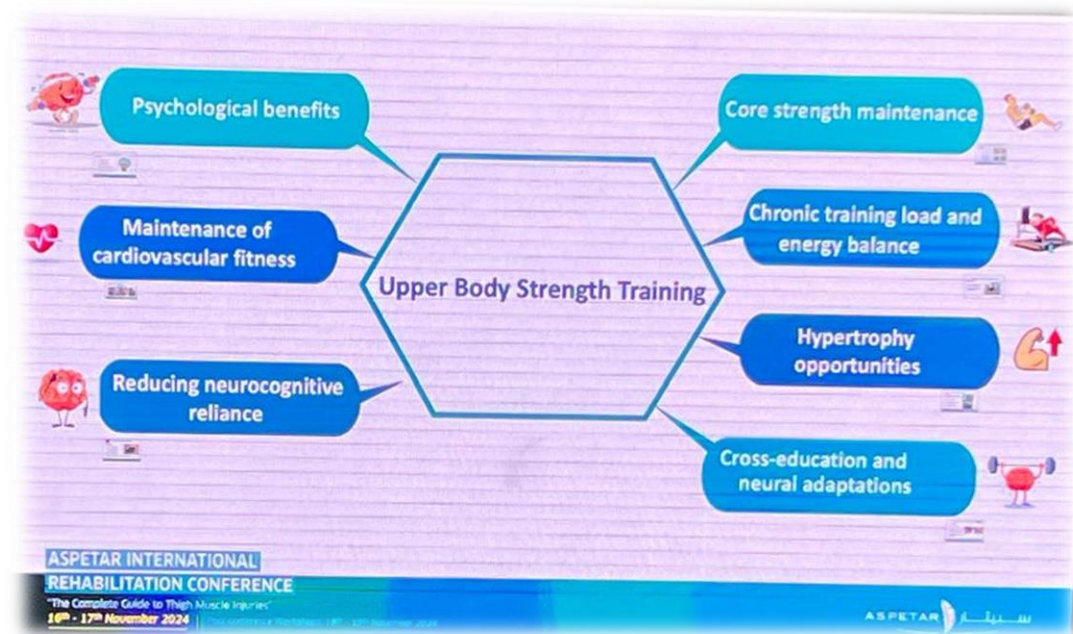 Psychological benefits
Maintenance of
cardiovascular fitness
Reducing neurocognitive
reliance
Upper Body Strength Training
Core strength maintenance
Chronic training load and
energy balance
Hypertrophy
opportunities
Cross-education and
neural adaptations
ASPETAR INTERNATIONAL
REHABILITATION CONFERENCE
"The Complete Guide to Thigh Muscle Injuries"
16th - 17th November 2024
ASPETAR سبيتار